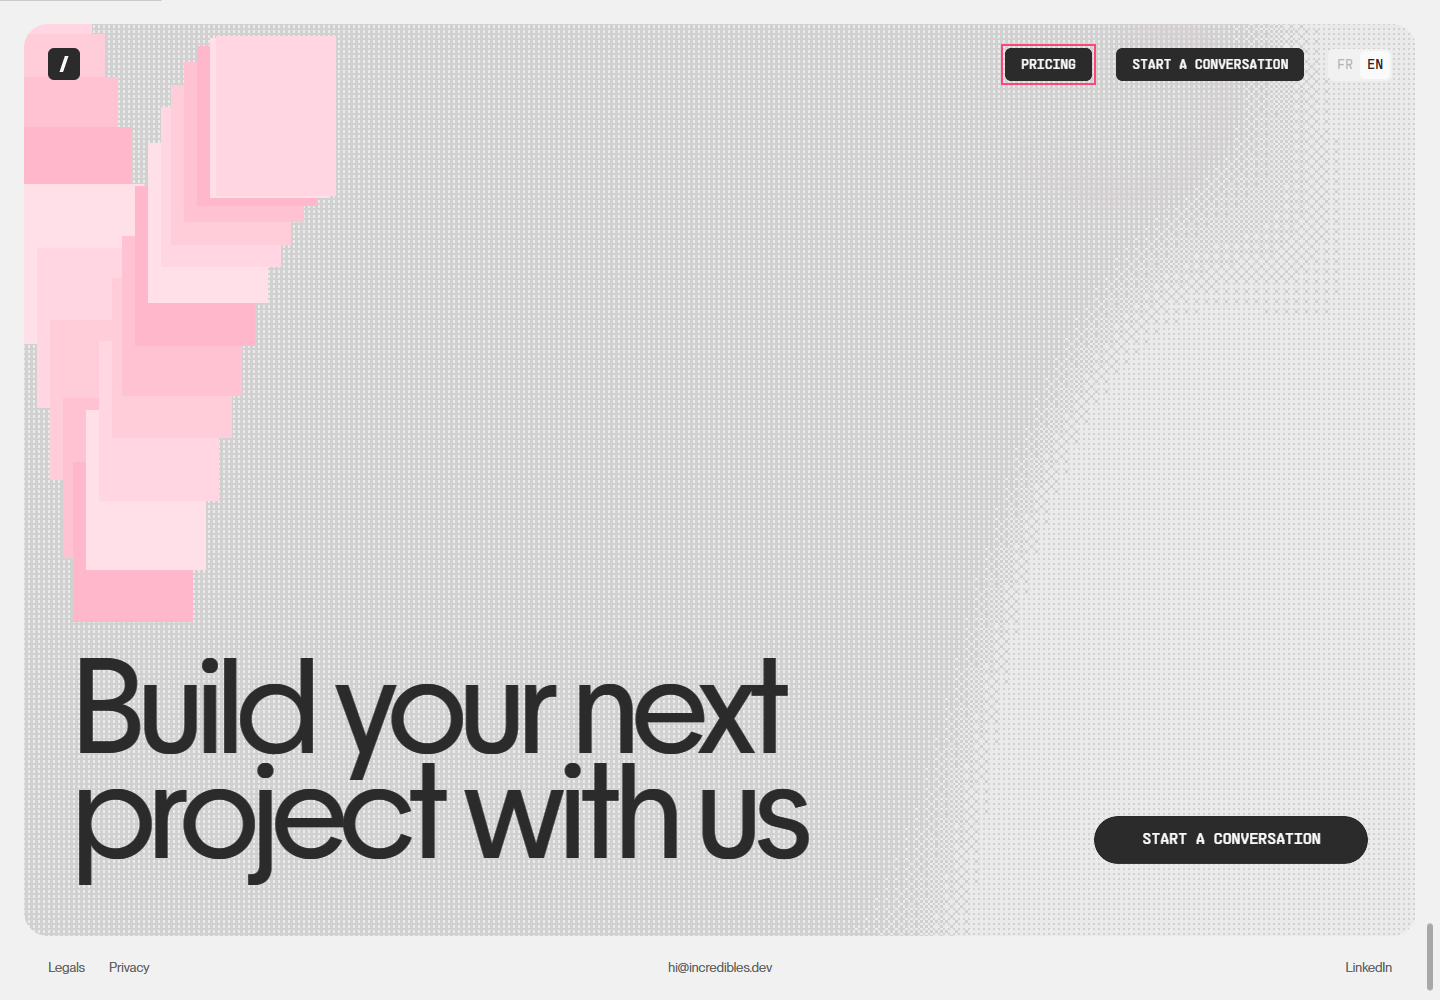 /
PRICING
START A CONVERSATION
FR EN
Build your next
project with us
START A CONVERSATION
Legals Privacy
hi@incredibles.dev
LinkedIn